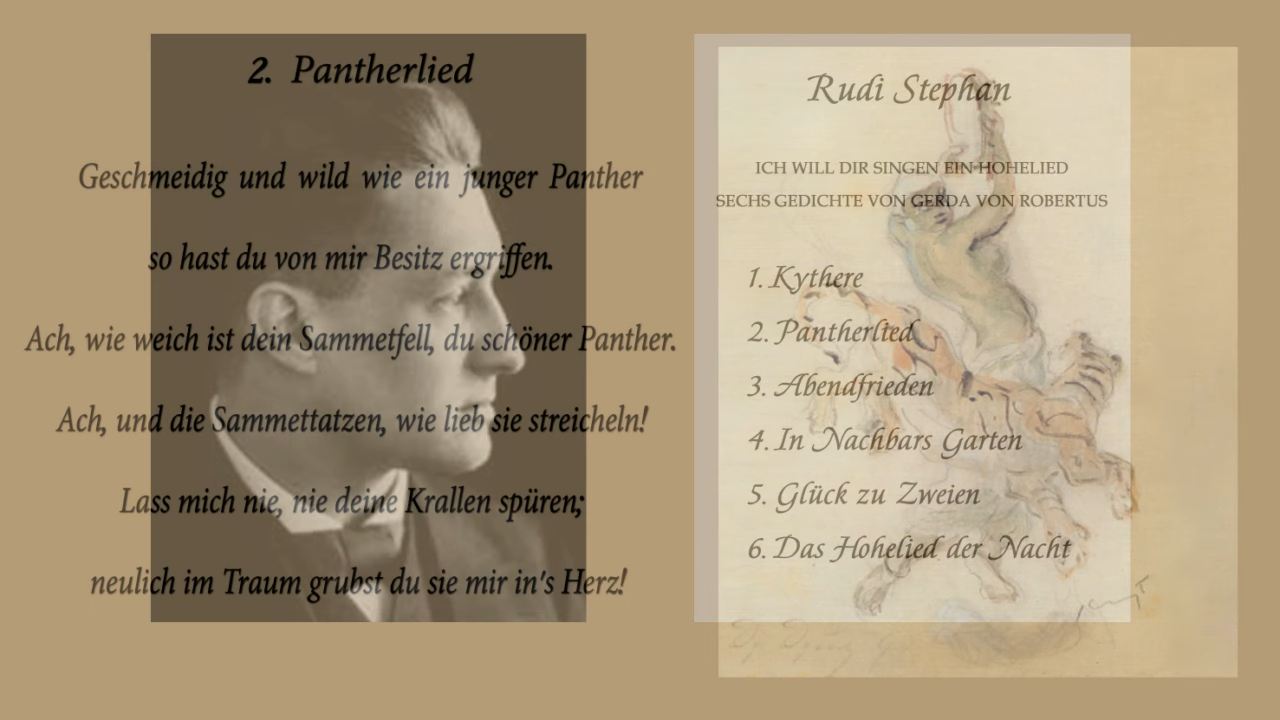 2. Pantherlied
Geschmeidig und wild wie ein junger Panther
so hast du von mir Besitz ergriffen.
Ach, wie weich ist dein Sammetfell, du schöner Panther.
Ach, und die Sammettatzen, wie lieb sie streicheln!
Lass mich nie, nie deine Krallen spüren;
neulich im Traum grubst du sie mir in's Herz!
Rudi Stephan
ICH WILL DIR SINGEN EIN HOHELIED
SECHS GEDICHTE VON GERDA VON ROBERTUS
1. Kythere
2. Pantherlied
3. Abendfrieden
4. In Nachbars Garten
5. Glück zu Zweien
6. Das Hohelied der Nacht